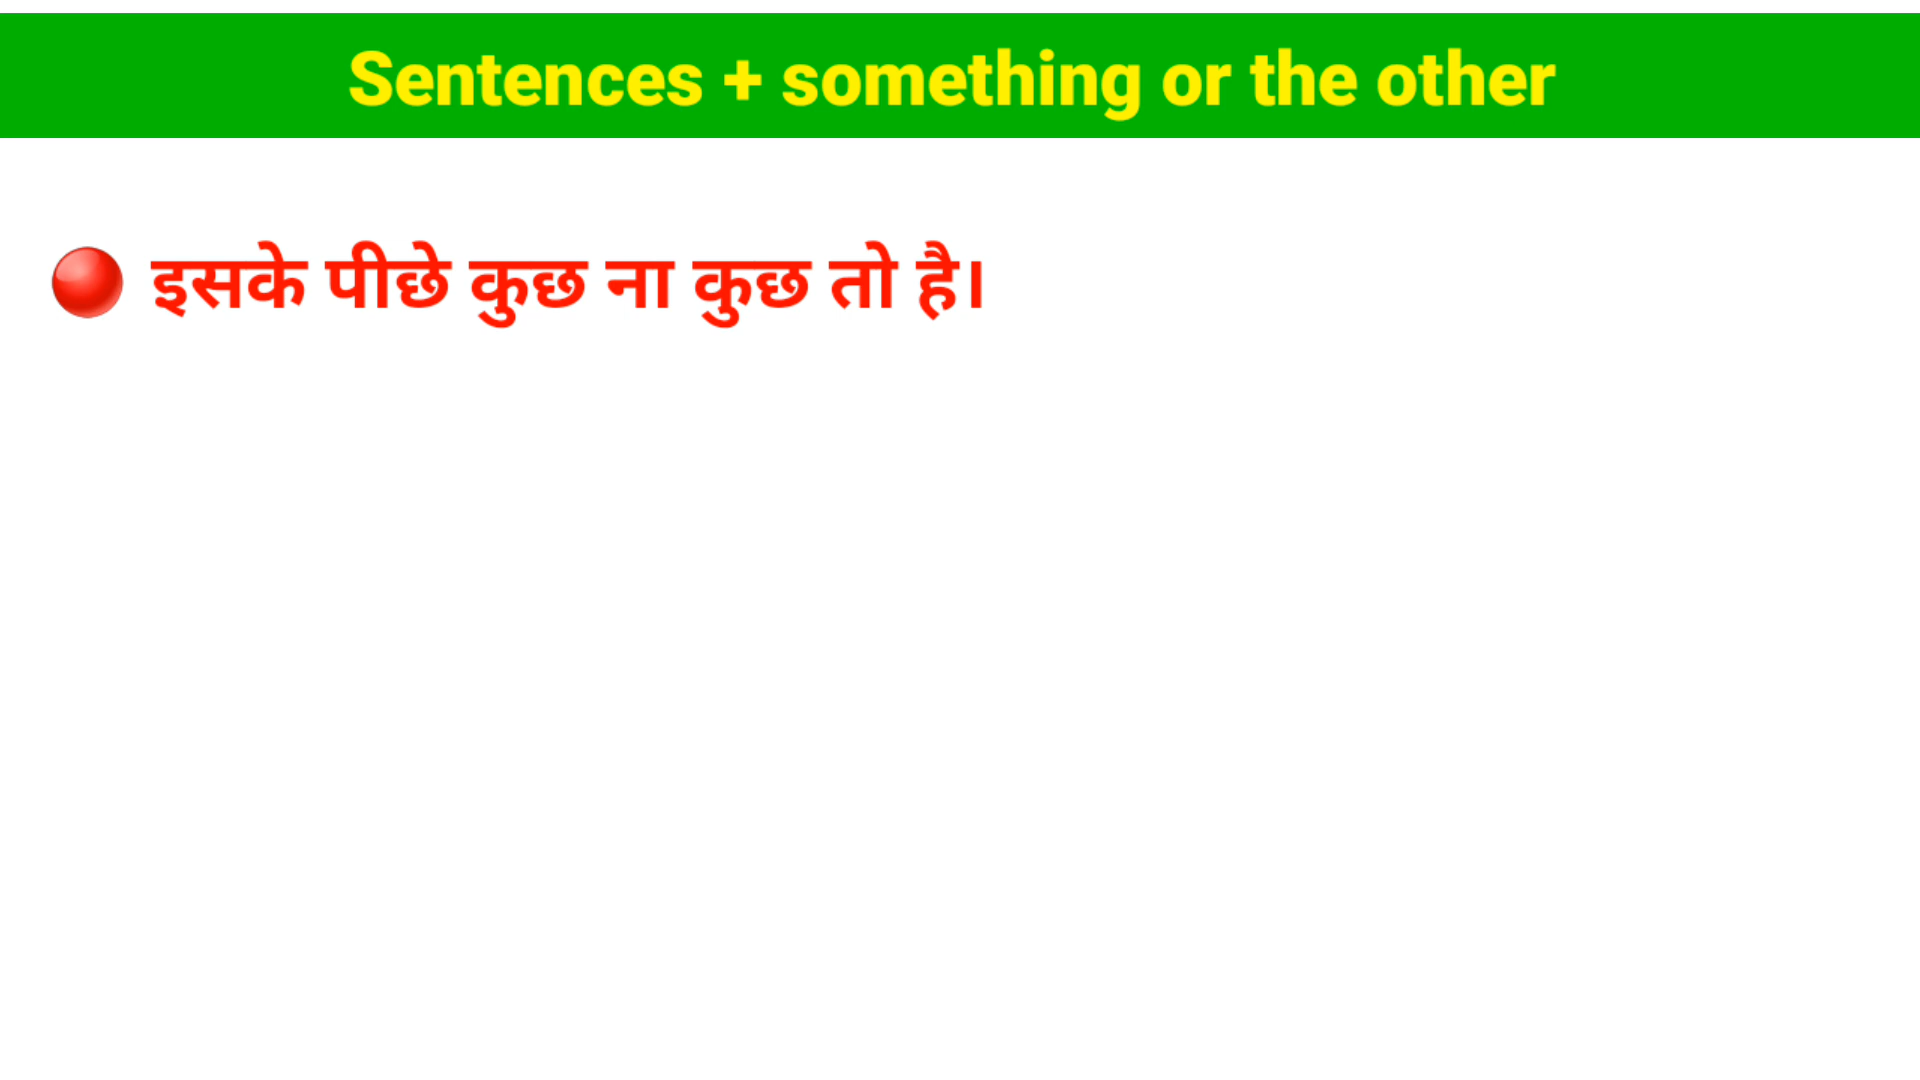 Sentences + something or the other
इसके पीछे कुछ ना कुछ तो है।